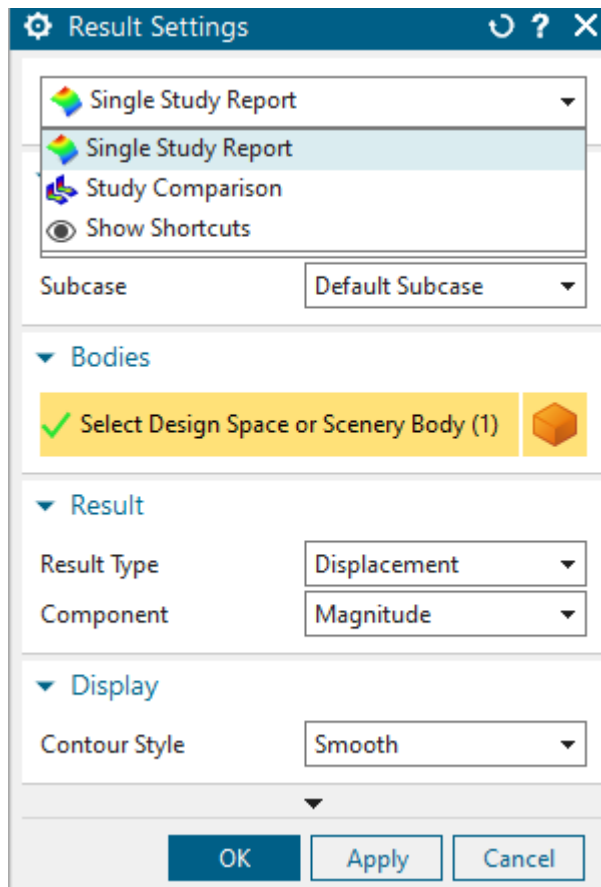 Result Settings
?
Single Study Report
Single Study Report
Study Comparison
Show Shortcuts
Subcase Default Subcase
Bodies
Select Design Space or Scenery Body (1)
Result
Result Type Displacement
Component Magnitude
Display
Contour Style Smooth
OK Apply Cancel